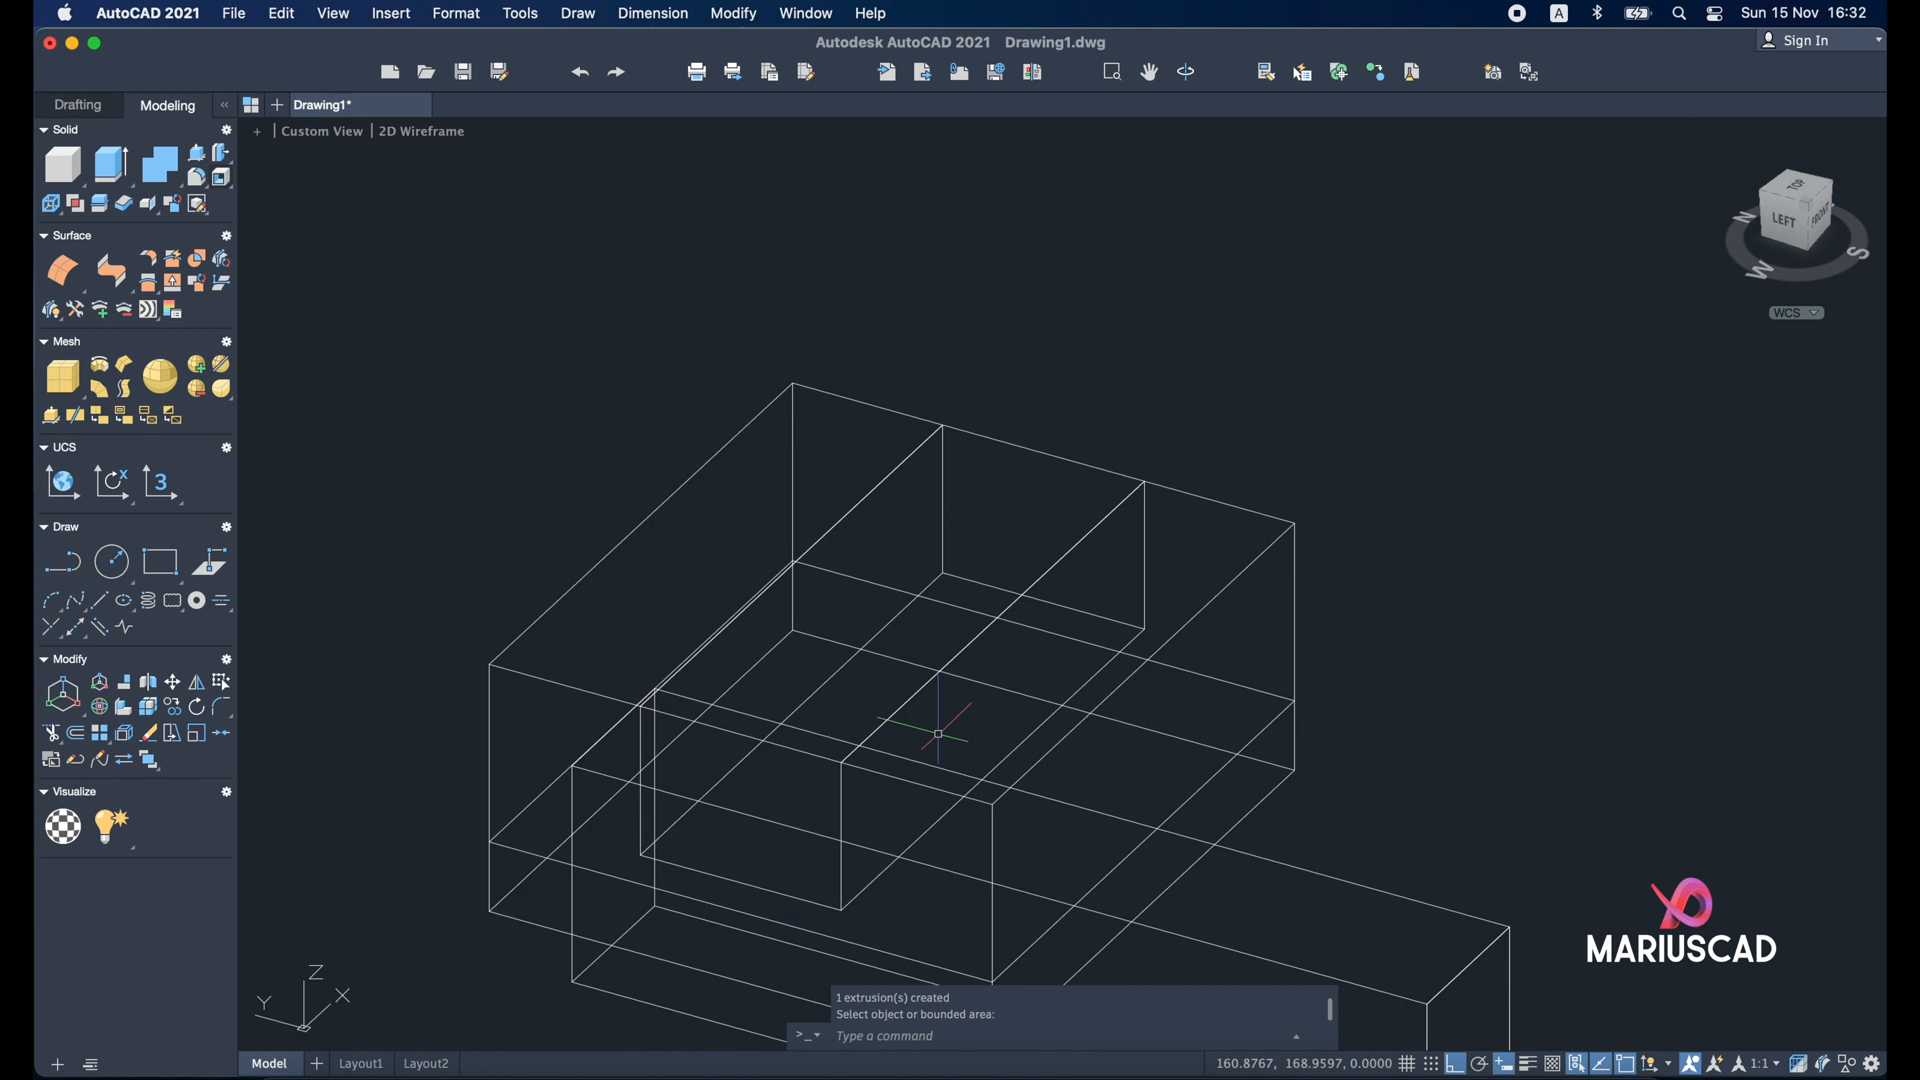 AutoCAD 2021 File Edit View Insert Format Tools Draw Dimension Modify Window Help
A
Sun 15 Nov 16:32
Autodesk AutoCAD 2021 Drawing1.dwg
Sign In
Drafting Modeling « + Drawing1*
+ | Custom View | 2D Wireframe
Solid
Surface
Mesh
UCS
X
3
Draw
Modify
Visualize
TOP
LEFT
FRONT
N
S
W
WCS
MARIUSCAD
Z
Y
X
1 extrusion(s) created
Select object or bounded area:
>_ Type a command
Model + Layout1 Layout2
160.8767, 168.9597, 0.0000
1:1